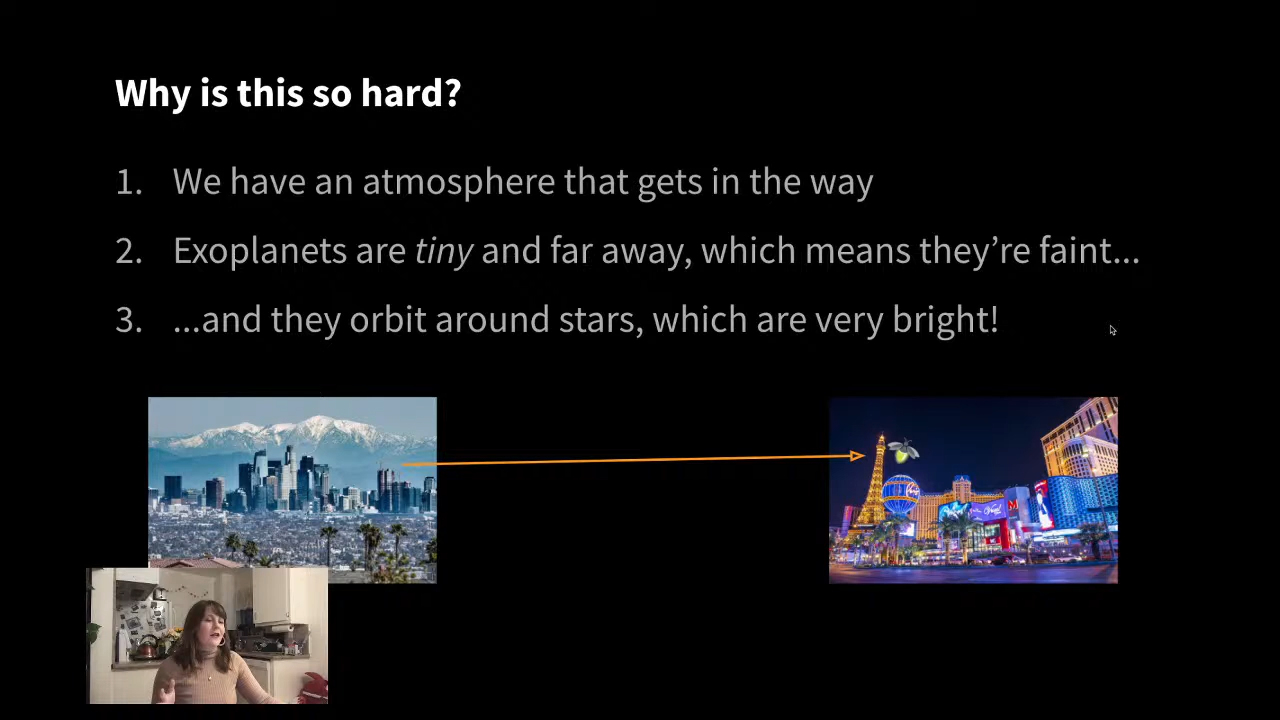 Why is this so hard?
1. We have an atmosphere that gets in the way
2. Exoplanets are tiny and far away, which means they’re faint...
3. ...and they orbit around stars, which are very bright!